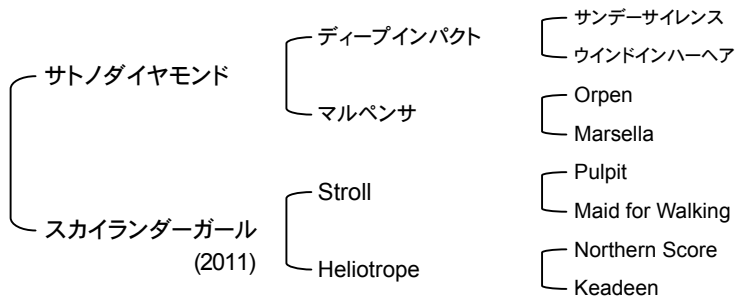 サトノダイヤモンド
ディープインパクト
サンデーサイレンス
ウインドインハーヘア
マルペンサ
Orpen
Marsella
スカイランダーガール
(2011)
Stroll
Pulpit
Maid for Walking
Heliotrope
Northern Score
Keadeen